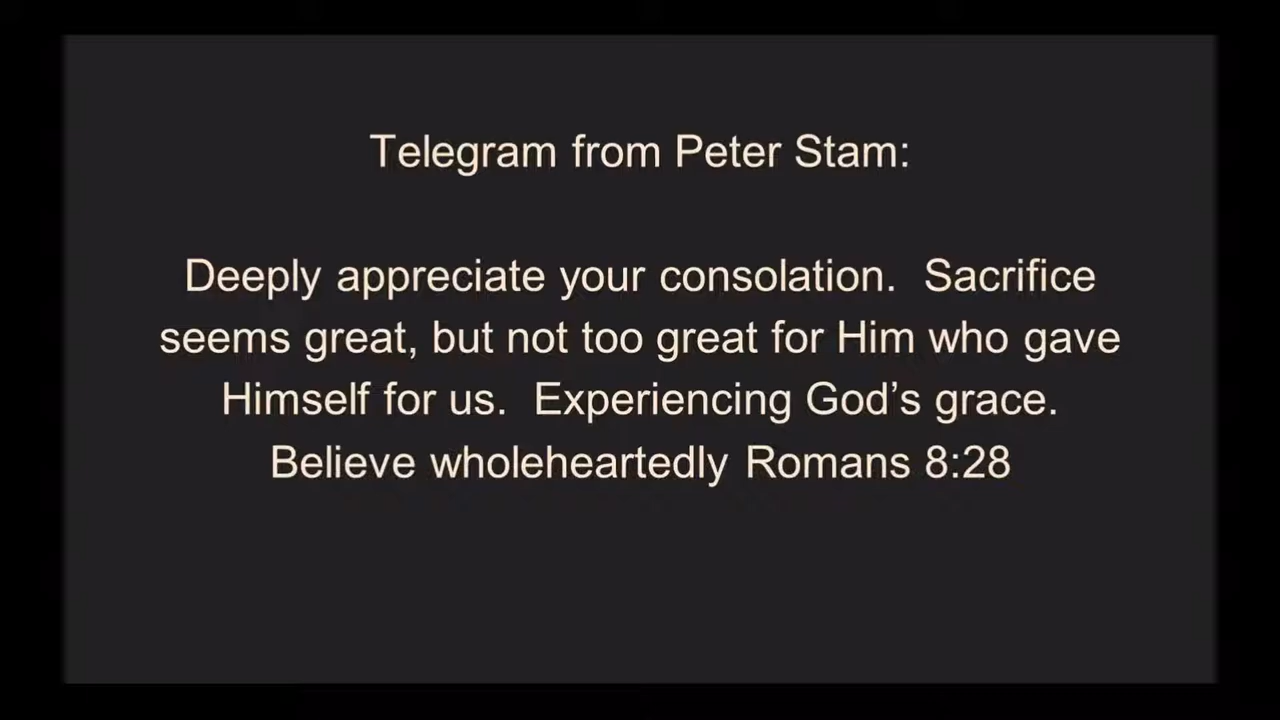 Telegram from Peter Stam:
Deeply appreciate your consolation.  Sacrifice
seems great, but not too great for Him who gave
Himself for us.  Experiencing God’s grace.
Believe wholeheartedly Romans 8:28